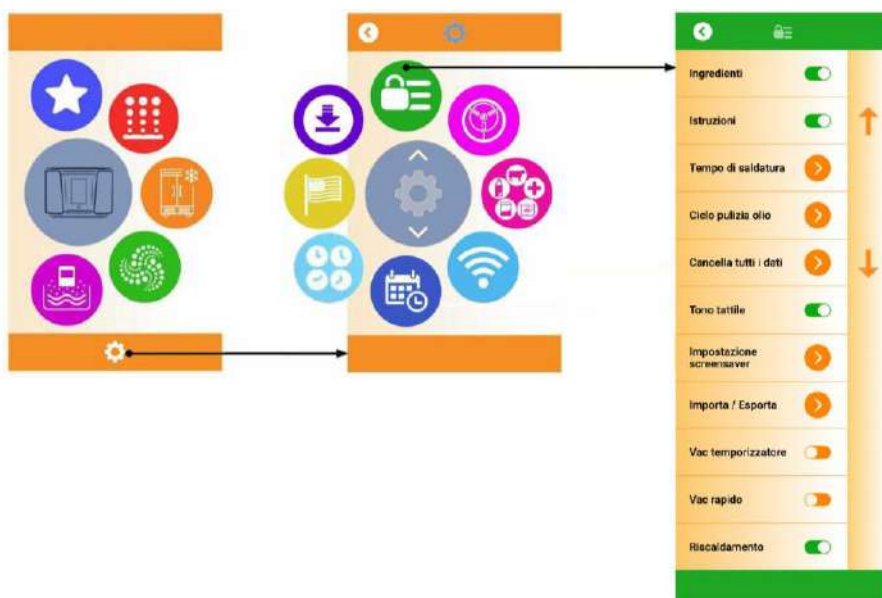 Ingredienti
Istruzioni
Tempo di saldatura
Ciclo pulizia olio
Cancella tutti i dati
Tono tattile
Impostazione
screensaver
Importa / Esporta
Vac temporizzatore
Vac rapido
Riscaldamento